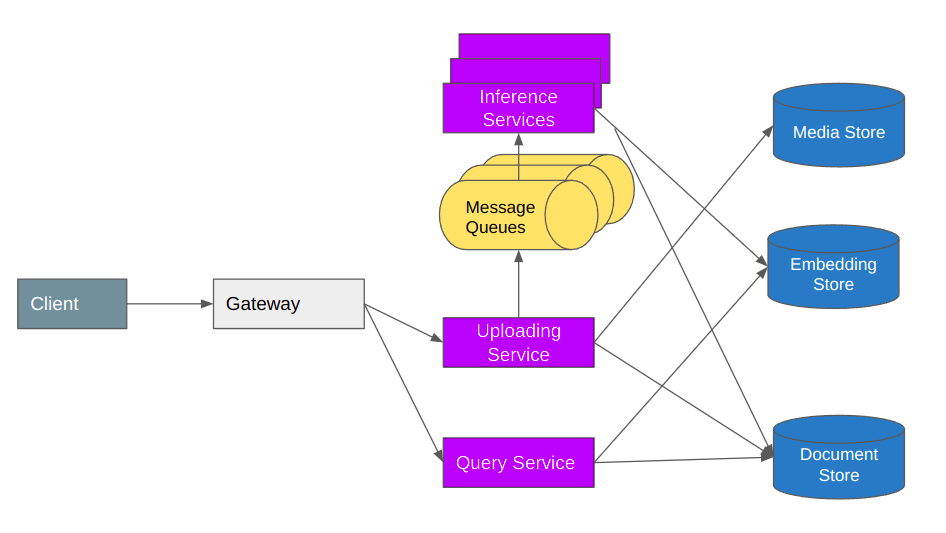 Inference
Services
Media Store
Message
Queues
Embedding
Store
Client
Gateway
Uploading
Service
Query Service
Document
Store